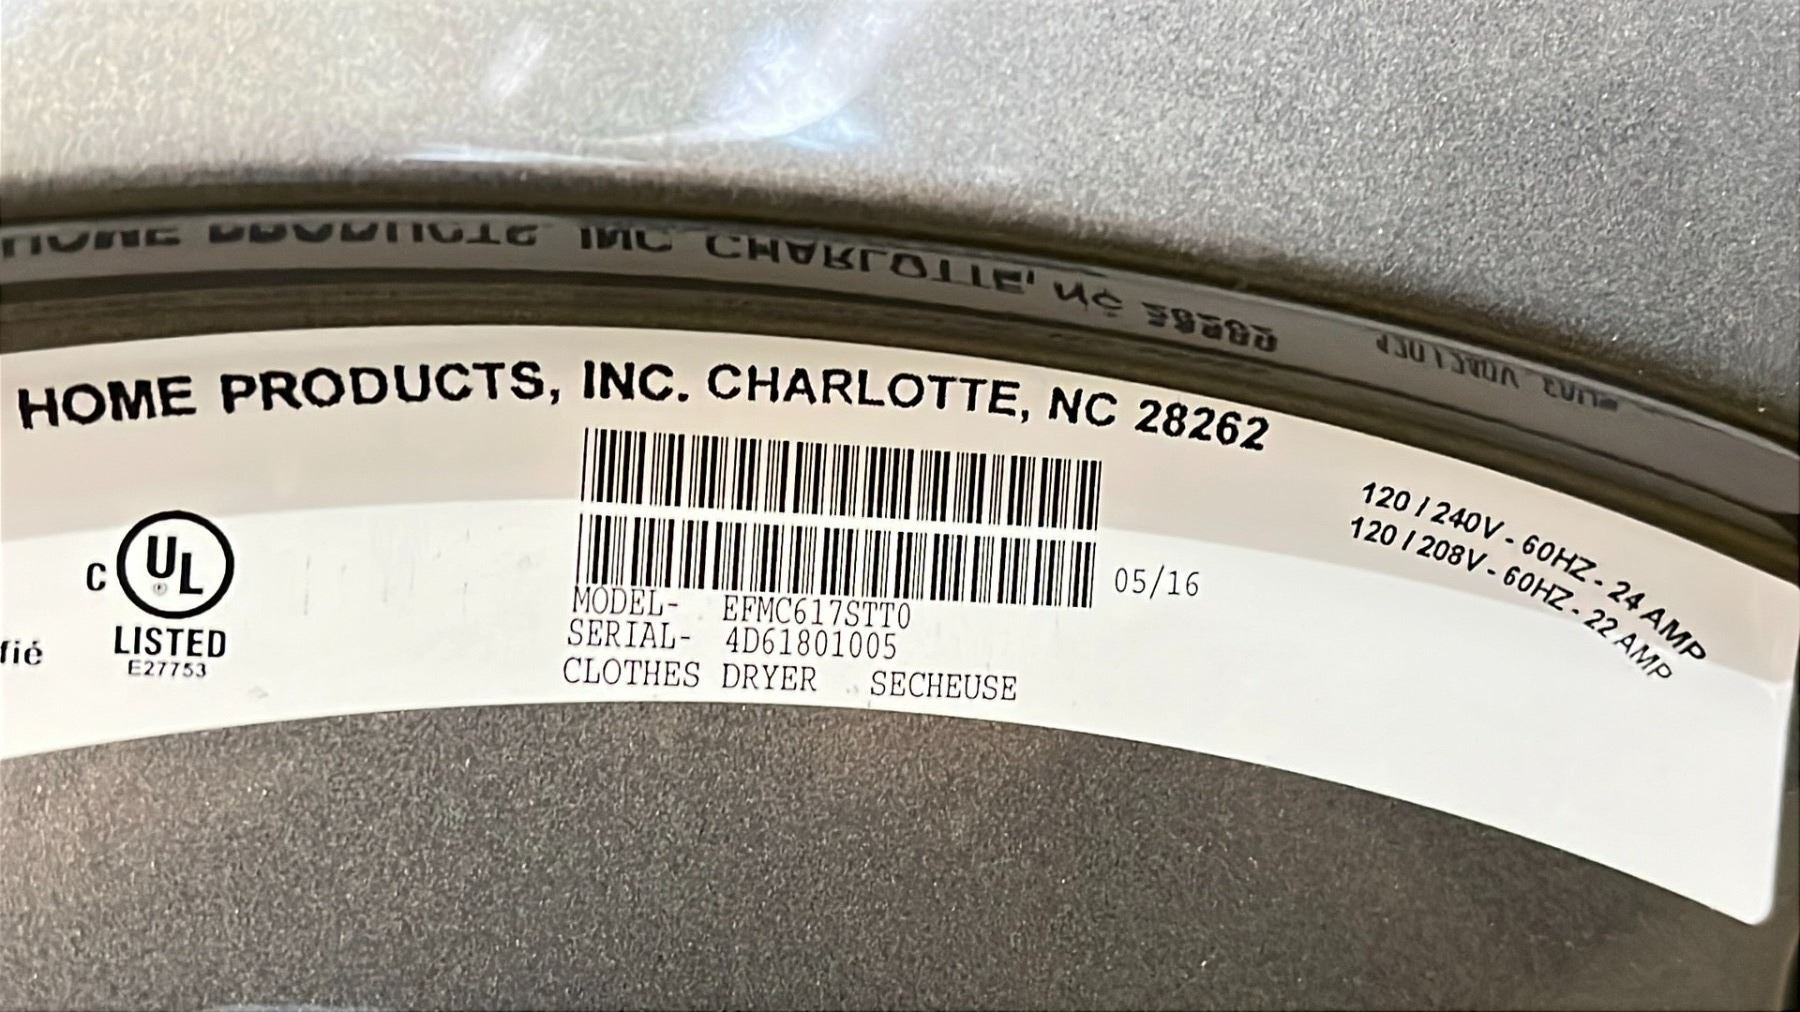 HOME PRODUCTS, INC. CHARLOTTE, NC 28262
120 / 240V - 60HZ - 24 AMP
120 / 208V - 60HZ - 22 AMP
C UL ®
LISTED
E27753
fié
05/16
MODEL- EFMC617STT0
SERIAL- 4D61801005
CLOTHES DRYER SECHEUSE